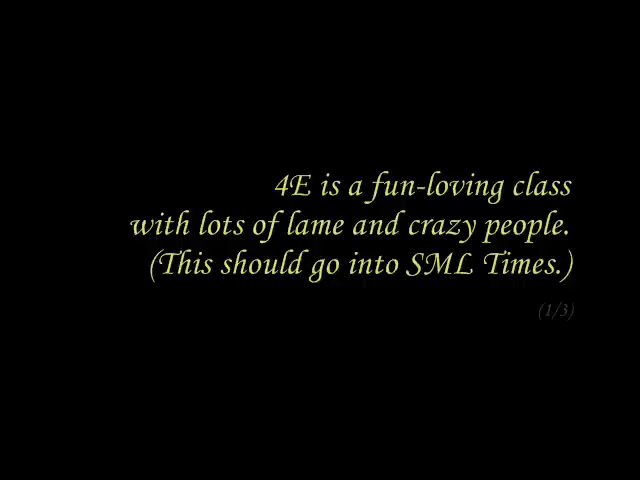 4E is a fun-loving class
with lots of lame and crazy people.
(This should go into SML Times.)
(1/3)